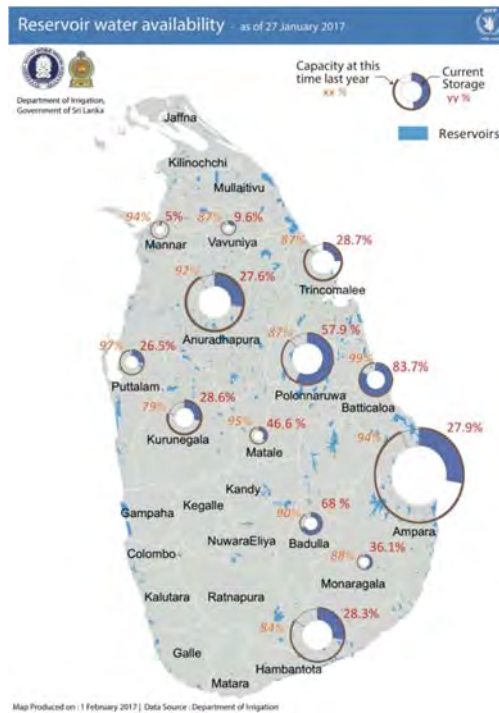 Reservoir water availability - as of 27 January 2017
Capacity at this
time last year
xx %
Current
Storage
yy %
Department of Irrigation,
Government of Sri Lanka
Reservoirs
Jaffna
Kilinochchi
Mullaitivu
94% 5%
Mannar
87% 9.6%
Vavuniya
87% 28.7%
Trincomalee
92% 27.6%
Anuradhapura
87% 57.9 %
Polonnaruwa
97% 26.5%
Puttalam
99% 83.7%
Batticaloa
79% 28.6%
Kurunegala
95% 46.6 %
Matale
94% 27.9%
Ampara
Kandy
Kegalle
Gampaha
90% 68 %
Badulla
NuwaraEliya
Colombo
88% 36.1%
Monaragala
Kalutara
Ratnapura
84% 28.3%
Hambantota
Galle
Matara
Map Produced on : 1 February 2017 | Data Source : Department of Irrigation